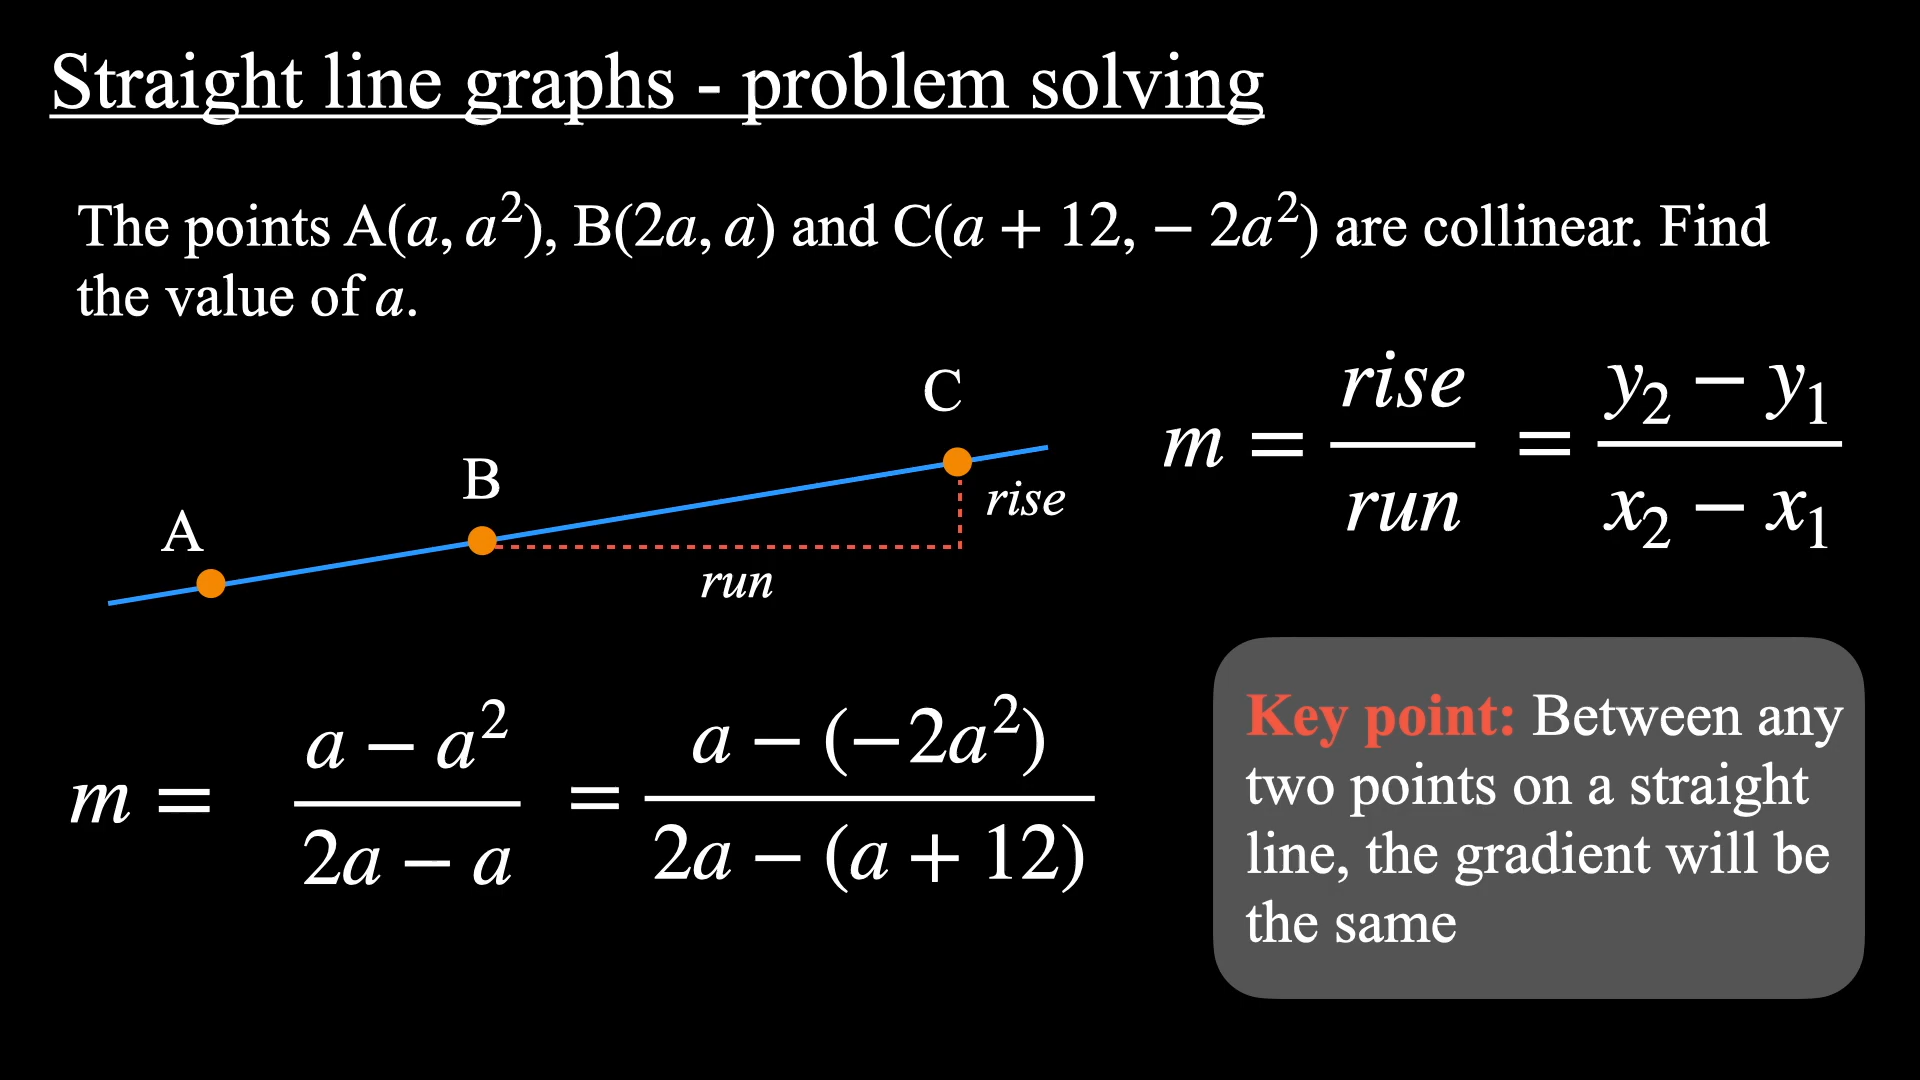 Straight line graphs - problem solving
The points A(a, a²), B(2a, a) and C(a + 12, − 2a²) are collinear. Find
the value of a.
A
B
C
rise
run
m = rise/run = (y₂ − y₁)/(x₂ − x₁)
m = (a − a²)/(2a − a) = (a − (−2a²))/(2a − (a + 12))
Key point: Between any
two points on a straight
line, the gradient will be
the same